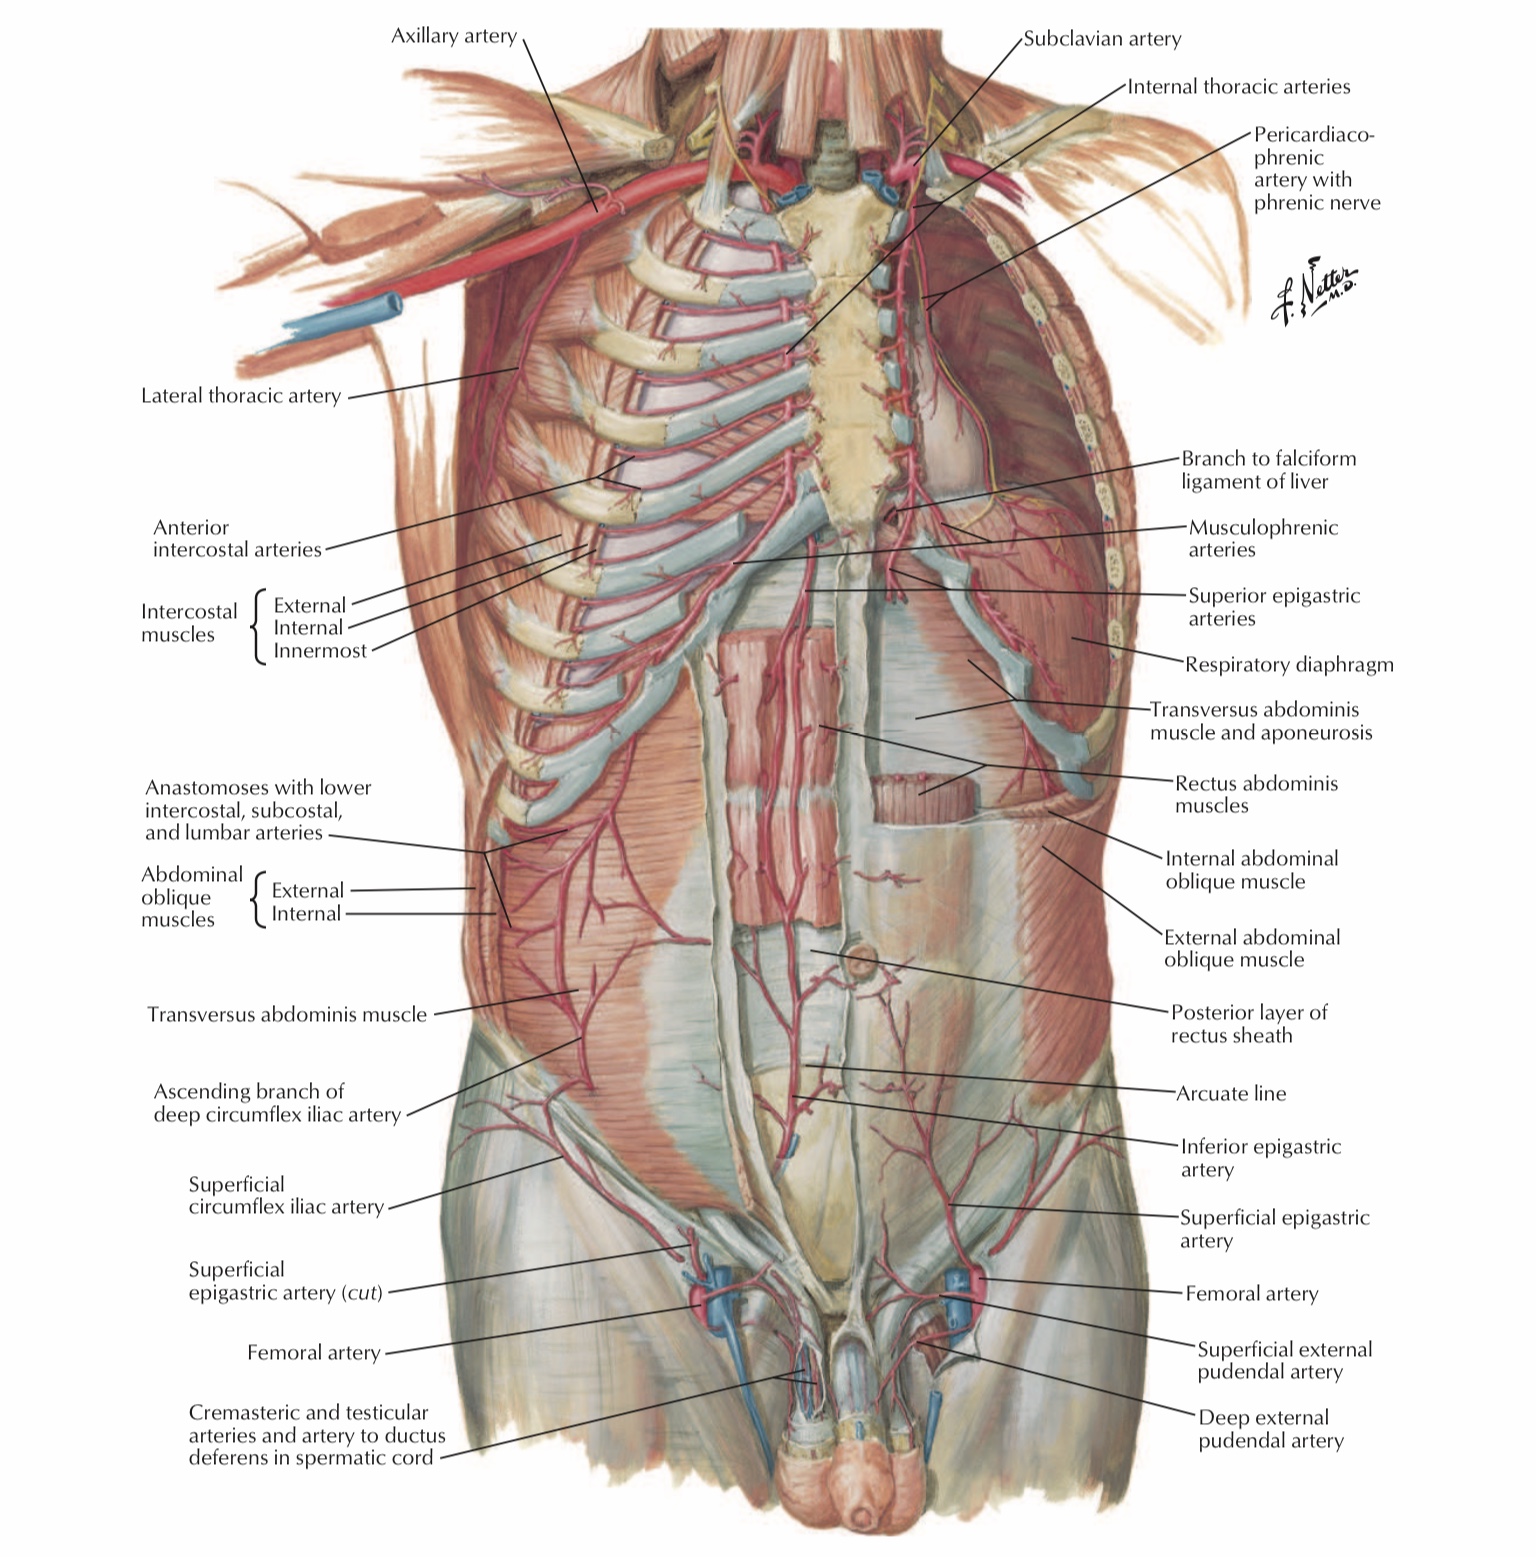 Axillary artery
Subclavian artery
Internal thoracic arteries
Pericardiaco-
phrenic
artery with
phrenic nerve
F. Netter
M.D.
Lateral thoracic artery
Branch to falciform
ligament of liver
Anterior
intercostal arteries
Musculophrenic
arteries
Intercostal
muscles
External
Internal
Innermost
Superior epigastric
arteries
Respiratory diaphragm
Transversus abdominis
muscle and aponeurosis
Rectus abdominis
muscles
Anastomoses with lower
intercostal, subcostal,
and lumbar arteries
Abdominal
oblique
muscles
External
Internal
Internal abdominal
oblique muscle
External abdominal
oblique muscle
Transversus abdominis muscle
Posterior layer of
rectus sheath
Ascending branch of
deep circumflex iliac artery
Arcuate line
Inferior epigastric
artery
Superficial
circumflex iliac artery
Superficial epigastric
artery
Superficial
epigastric artery (cut)
Femoral artery
Femoral artery
Superficial external
pudendal artery
Cremasteric and testicular
arteries and artery to ductus
deferens in spermatic cord
Deep external
pudendal artery